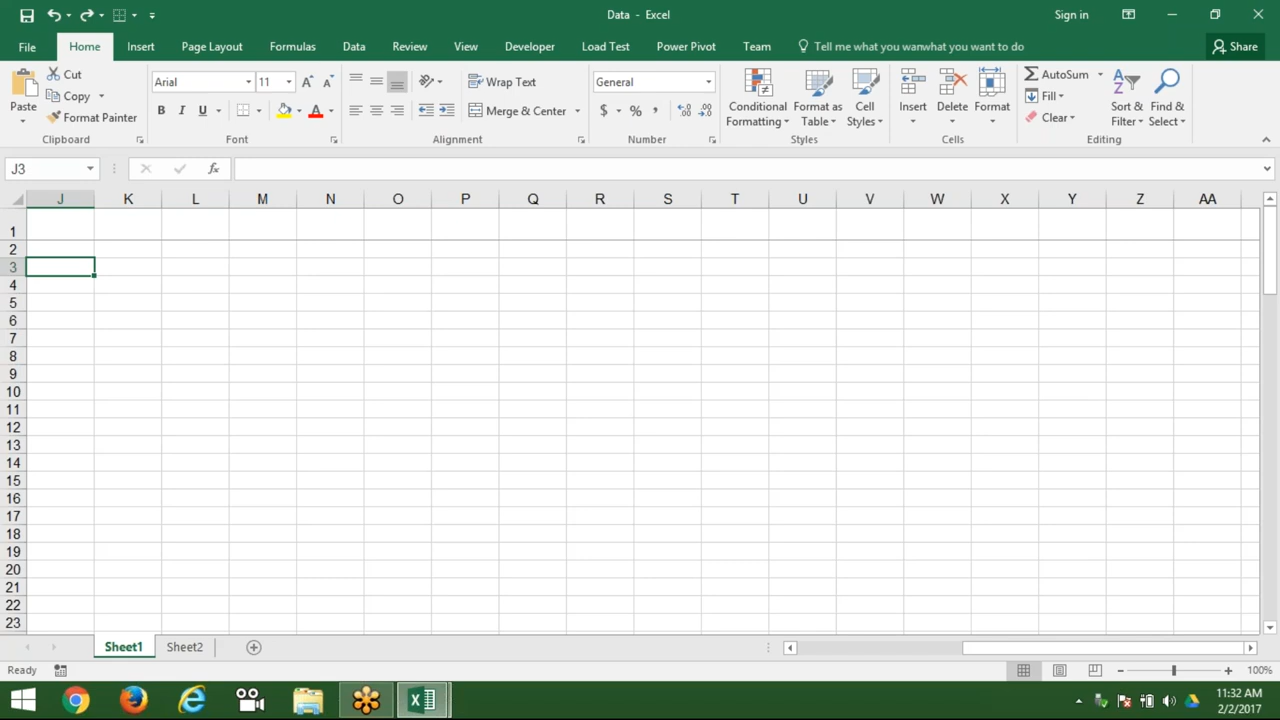 Data - Excel
Sign in
File Home Insert Page Layout Formulas Data Review View Developer Load Test Power Pivot Team Tell me what you wanwhat you want to do Share
Paste
Cut
Copy
Format Painter
Clipboard
Arial 11
B I U A
Font
Wrap Text
Merge & Center
Alignment
General
$ % ,
Number
Conditional Formatting
Format as Table
Cell Styles
Styles
Insert
Delete
Format
Cells
AutoSum
Fill
Clear
Sort & Filter
Find & Select
Editing
J3 fx
J K L M N O P Q R S T U V W X Y Z AA
1
2
3
4
5
6
7
8
9
10
11
12
13
14
15
16
17
18
19
20
21
22
23
Sheet1 Sheet2
Ready 100%
11:32 AM
2/2/2017